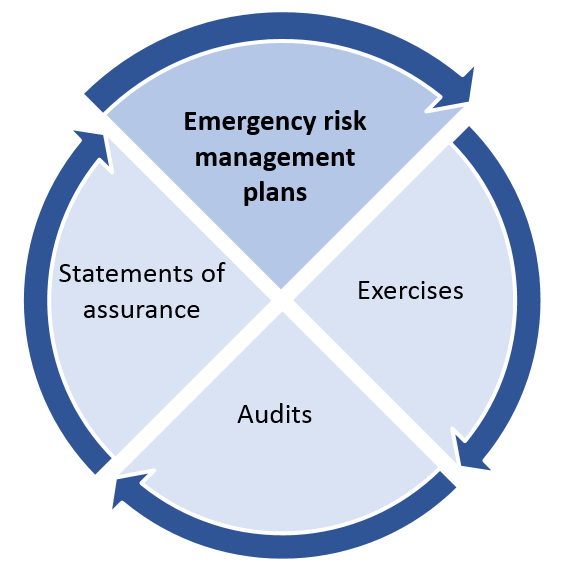 Emergency risk
management
plans
Statements of
assurance
Exercises
Audits